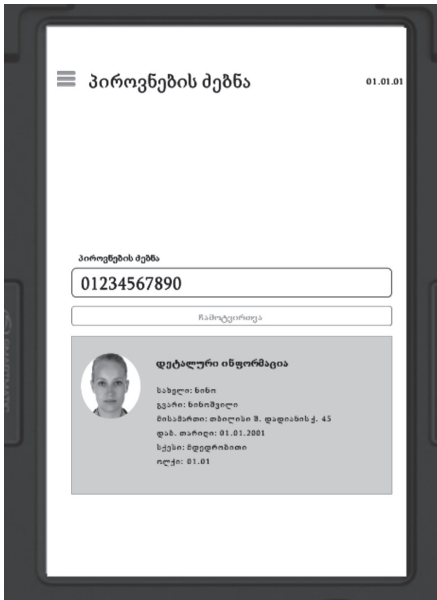 პიროვნების ძებნა
01.01.01
პიროვნების ძებნა
01234567890
ჩამოტვირთვა
დეტალური ინფორმაცია
სახელი: ნინო
გვარი: ნინოშვილი
მისამართი: თბილისი შ. დადიანის ქ. 45
დაბ. თარიღი: 01.01.2001
სქესი: მდედრობითი
ოლქი: 01.01